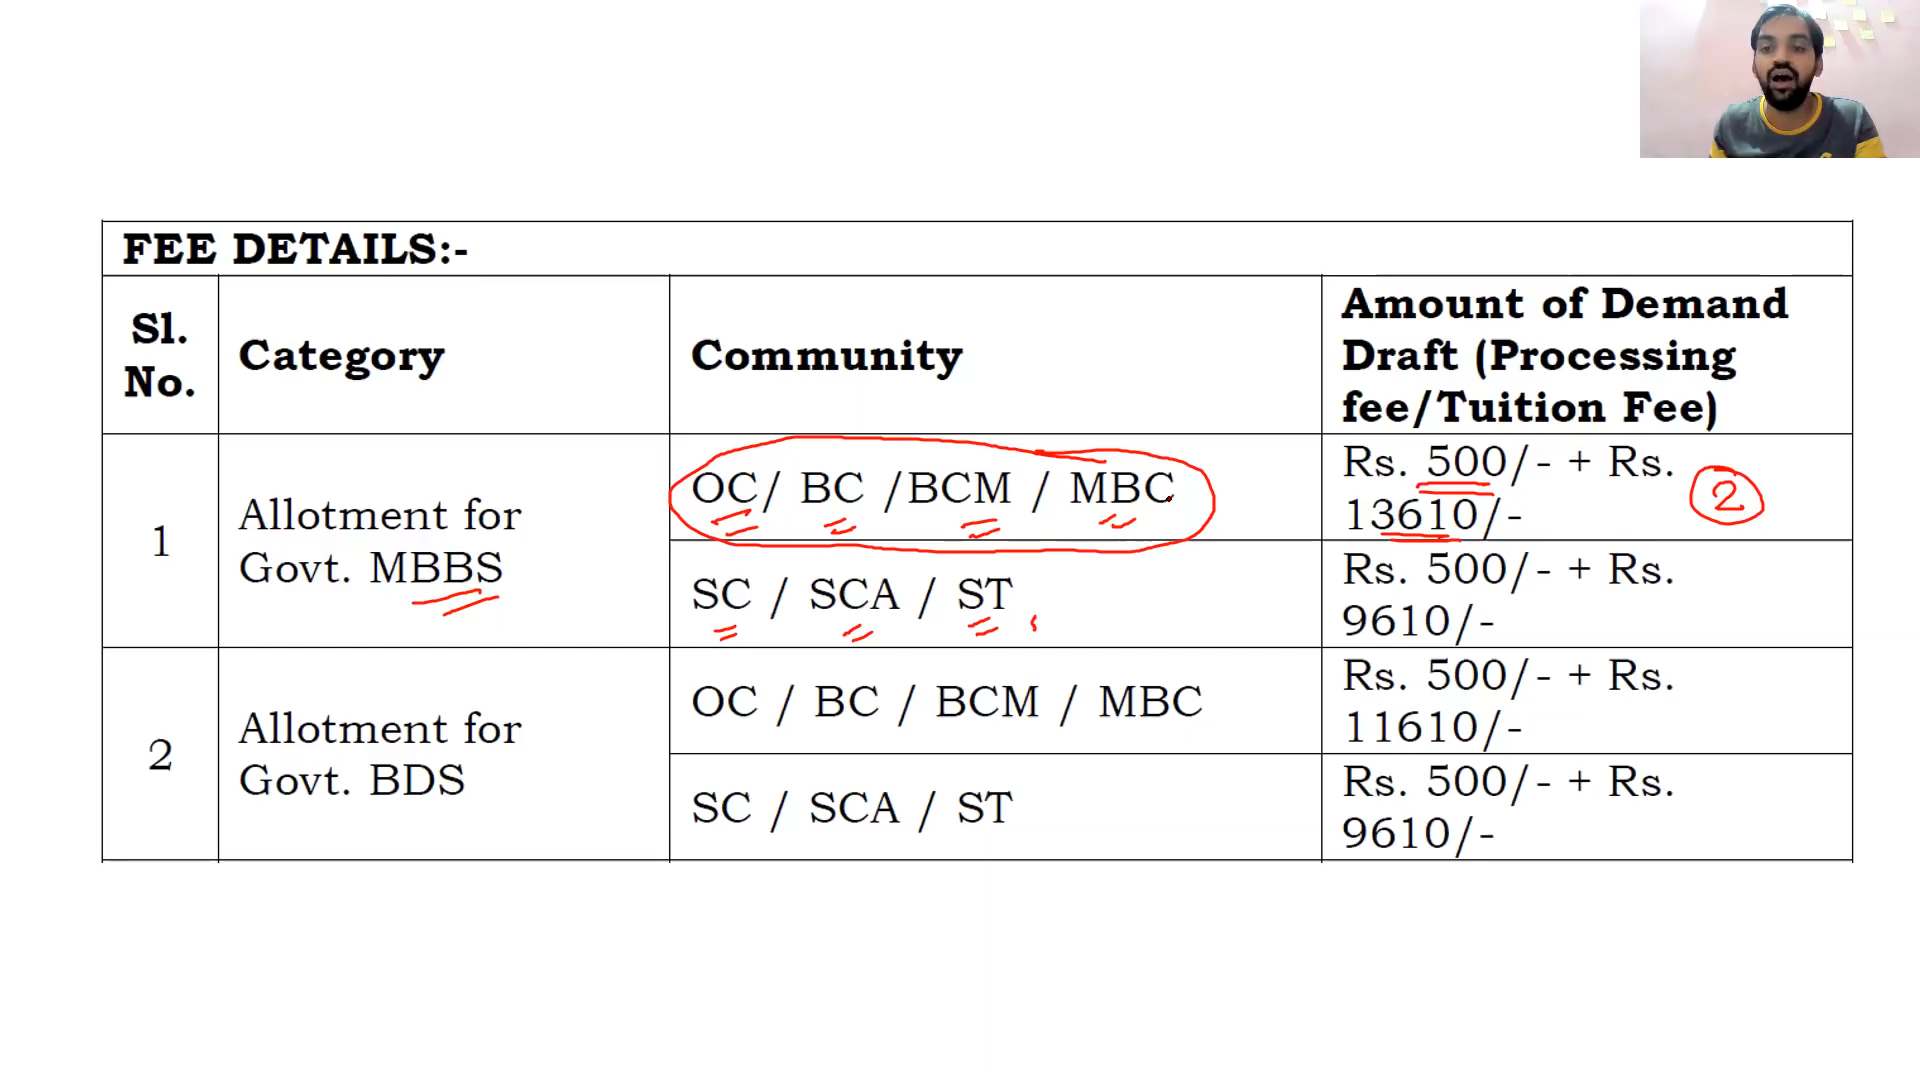 FEE DETAILS:-
Sl.
No.
Category
Community
Amount of Demand
Draft (Processing
fee/Tuition Fee)
1
Allotment for
Govt. MBBS
OC/ BC /BCM / MBC
Rs. 500/- + Rs.
13610/-
2
SC / SCA / ST
Rs. 500/- + Rs.
9610/-
2
Allotment for
Govt. BDS
OC / BC / BCM / MBC
Rs. 500/- + Rs.
11610/-
SC / SCA / ST
Rs. 500/- + Rs.
9610/-